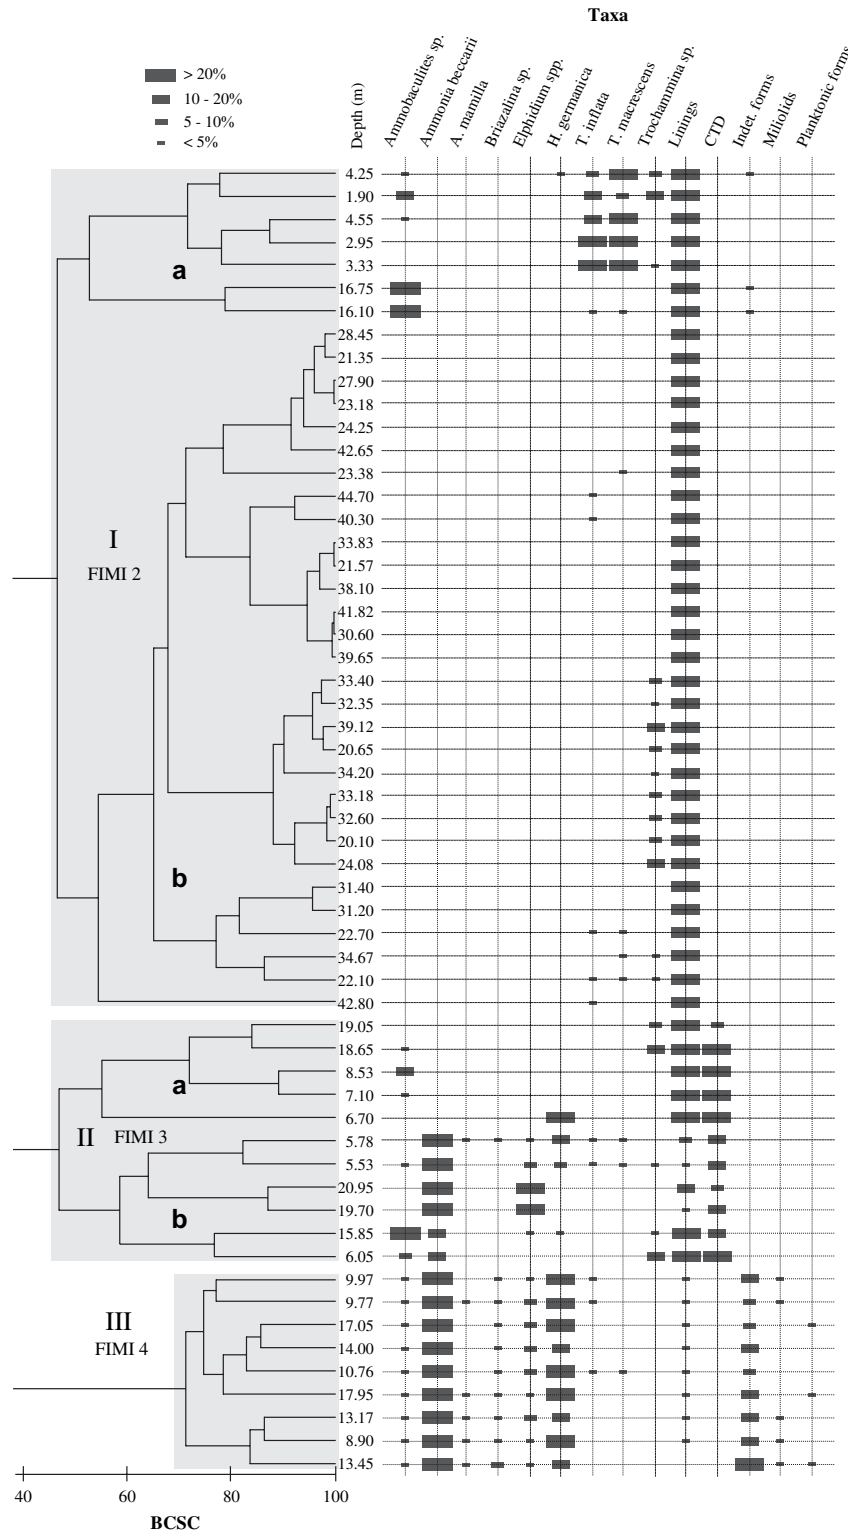 Taxa
> 20%
10 - 20%
5 - 10%
< 5%
Depth (m)
Ammobaculites sp.
Ammonia beccarii
A. mamilla
Briazalina sp.
Elphidium spp.
H. germanica
T. inflata
T. macrescens
Trochammina sp.
Linings
CTD
Indet. forms
Miliolids
Planktonic forms
4.25
1.90
4.55
2.95
3.33
a
16.75
16.10
28.45
21.35
27.90
23.18
24.25
42.65
23.38
44.70
40.30
I
33.83
FIMI 2
21.57
38.10
41.82
30.60
39.65
33.40
32.35
39.12
20.65
34.20
33.18
32.60
20.10
24.08
b
31.40
31.20
22.70
34.67
22.10
42.80
19.05
18.65
8.53
a
7.10
6.70
II
FIMI 3
5.78
5.53
20.95
19.70
b
15.85
6.05
9.97
9.77
III
17.05
FIMI 4
14.00
10.76
17.95
13.17
8.90
13.45
40 60 80 100
BCSC